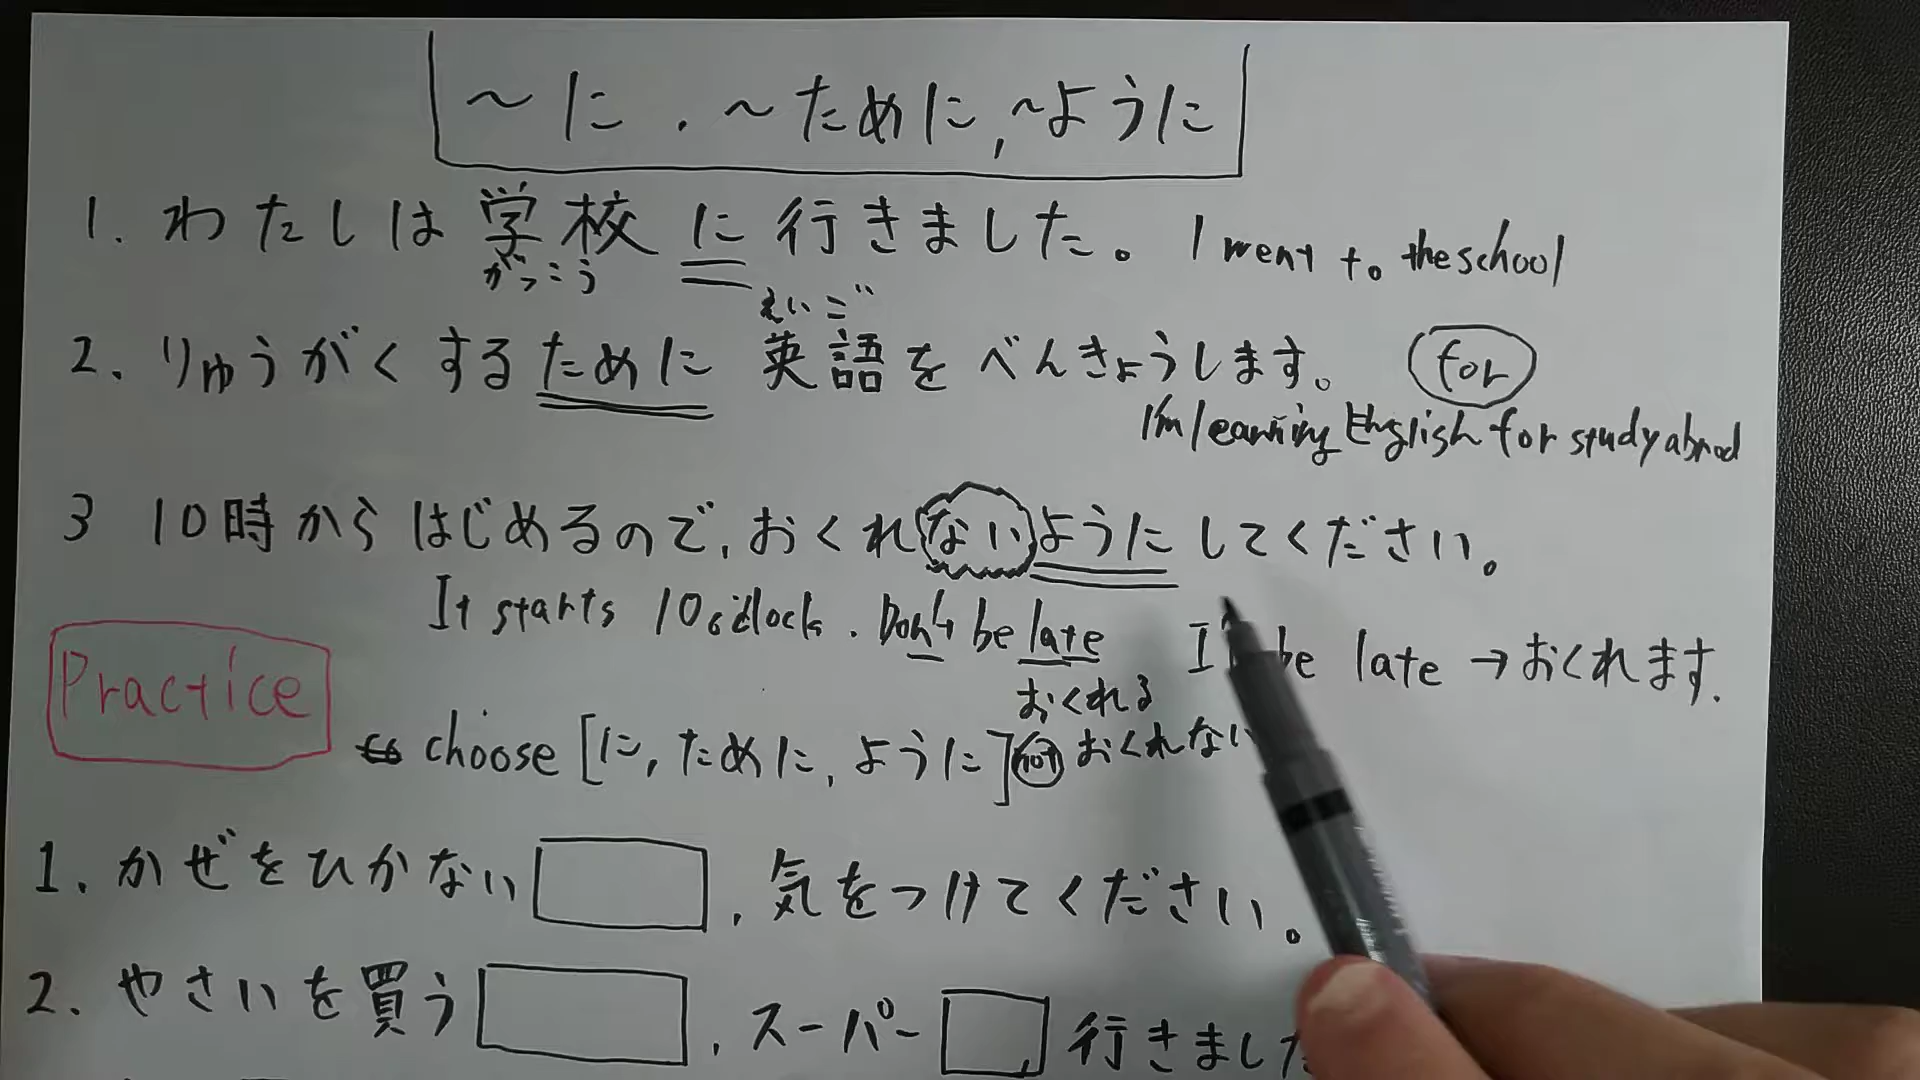 ～に．～ために，～ように
1. わたしは学校に行きました。 I went to the school
がっこう
えいご
2. りゅうがくするために 英語をべんきょうします。 for
I'm learning English for study abrod
3 10時からはじめるので，おくれないようにしてください。
It starts 10 o'clock. Don't be late
be late → おくれます．
おくれる
Practice
choose [に, ために, ように] not おくれない
1. かぜをひかない ，気をつけてください。
2. やさいを買う ．スーパー 行きました